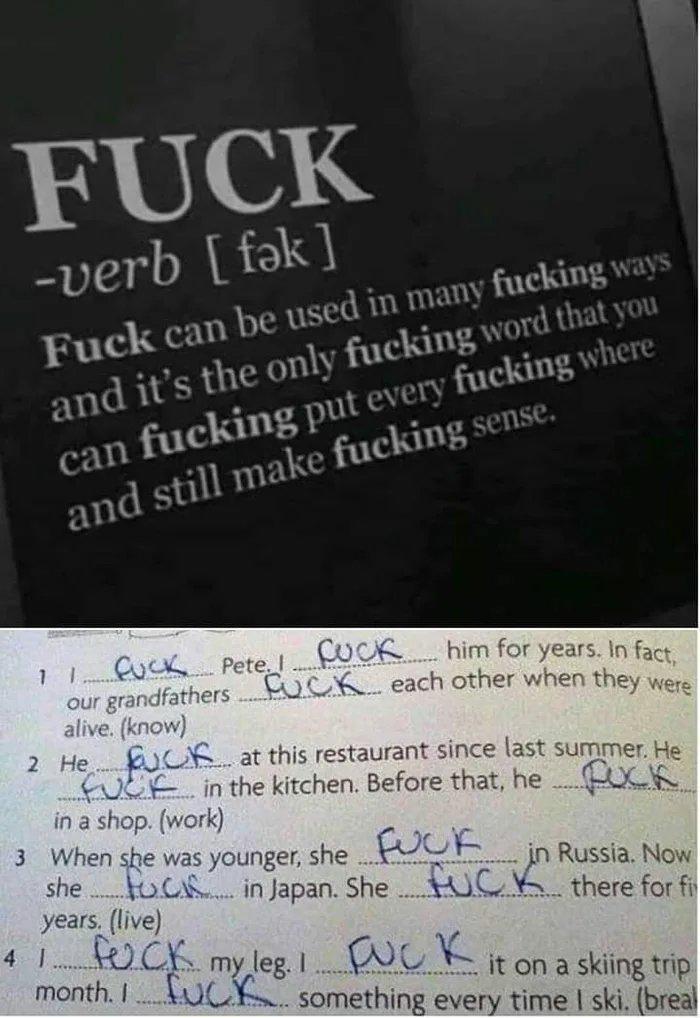 FUCK
-verb [fək]
Fuck can be used in many fucking ways
and it's the only fucking word that you
can fucking put every fucking where
and still make fucking sense.
1 I ...fuck... Pete. I ...fuck... him for years. In fact,
our grandfathers ...fuck... each other when they were
alive. (know)
2 He ...fuck... at this restaurant since last summer. He
...fuck... in the kitchen. Before that, he ...fuck...
in a shop. (work)
3 When she was younger, she ...fuck... in Russia. Now
she ...fuck... in Japan. She ...fuck... there for fi
years. (live)
4 I ...fuck... my leg. I ...fuck... it on a skiing trip
month. I ...fuck... something every time I ski. (brea